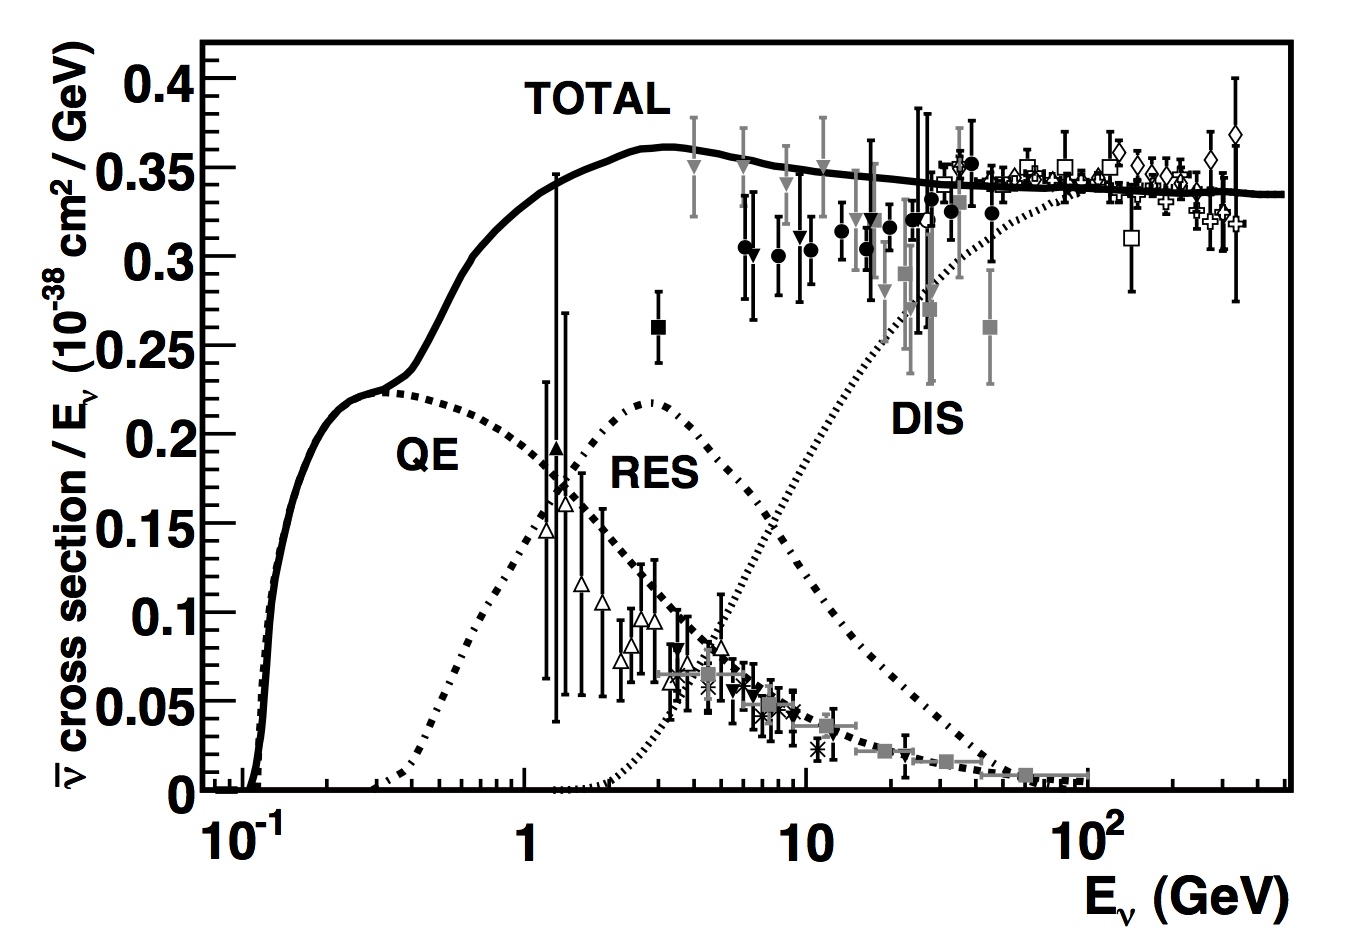 ν̅ cross section / Eν (10⁻³⁸ cm² / GeV)
0.4
0.35
0.3
0.25
0.2
0.15
0.1
0.05
0
TOTAL
QE
RES
DIS
10⁻¹ 1 10 10²
Eν (GeV)